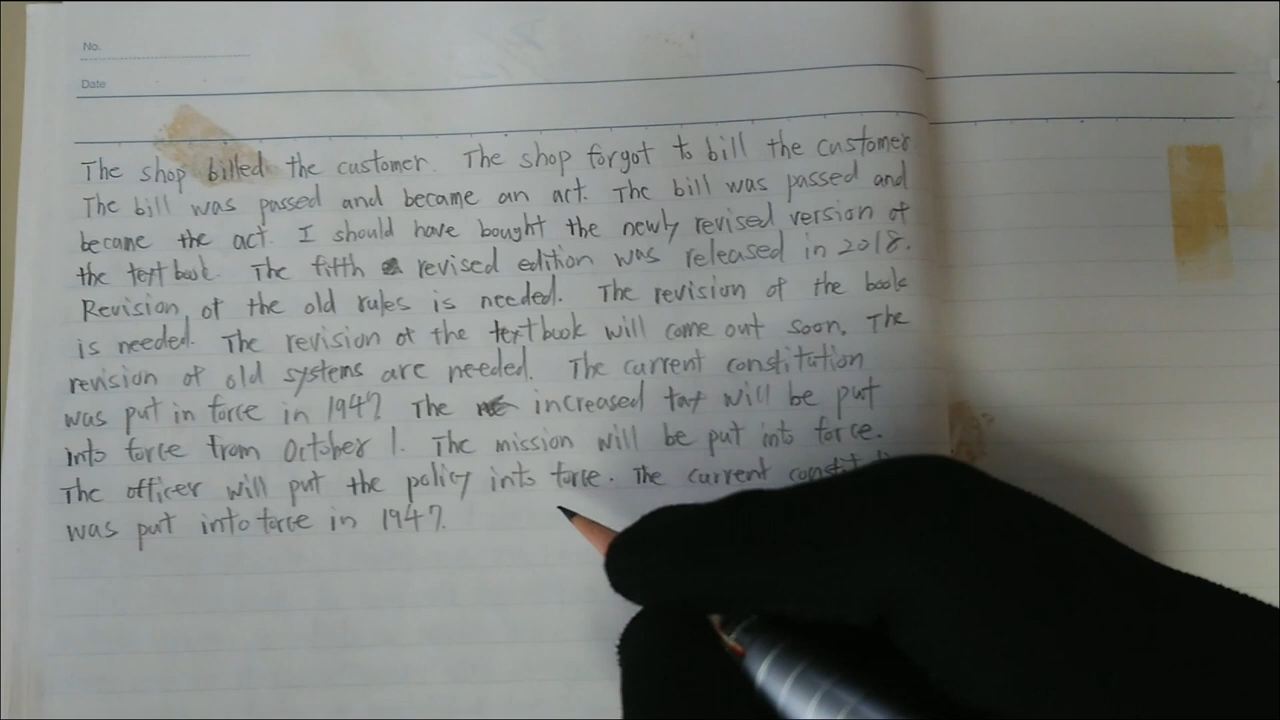 No.
Date
The shop billed the customer. The shop forgot to bill the customer
The bill was passed and became an act. The bill was passed and
became the act. I should have bought the newly revised version of
the textbook. The fifth revised edition was released in 2018.
Revision of the old rules is needed. The revision of the book
is needed. The revision of the textbook will come out soon. The
revision of old systems are needed. The current constitution
was put in force in 1947 The increased tax will be put
into force from October 1. The mission will be put into force.
The officer will put the policy into force. The current
was put into force in 1947.